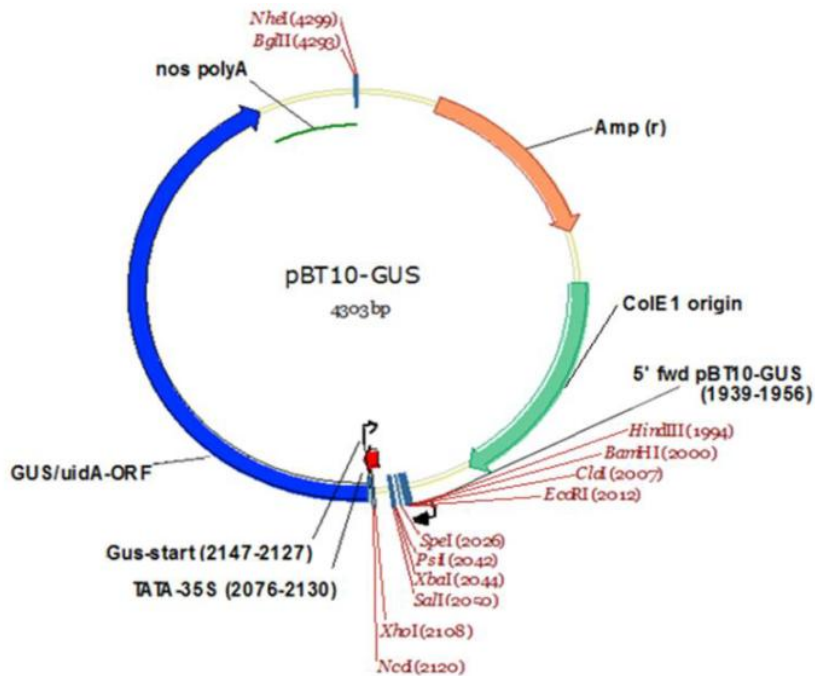 NheI(4299)
BglII(4293)
nos polyA
Amp (r)
pBT10-GUS
4303bp
ColE1 origin
5' fwd pBT10-GUS
(1939-1956)
HindIII(1994)
BamHI(2000)
ClaI(2007)
EcoRI(2012)
GUS/uidA-ORF
SpeI(2026)
PstI(2042)
XbaI(2044)
SalI(2050)
Gus-start (2147-2127)
TATA-35S (2076-2130)
XhoI(2108)
NcoI(2120)